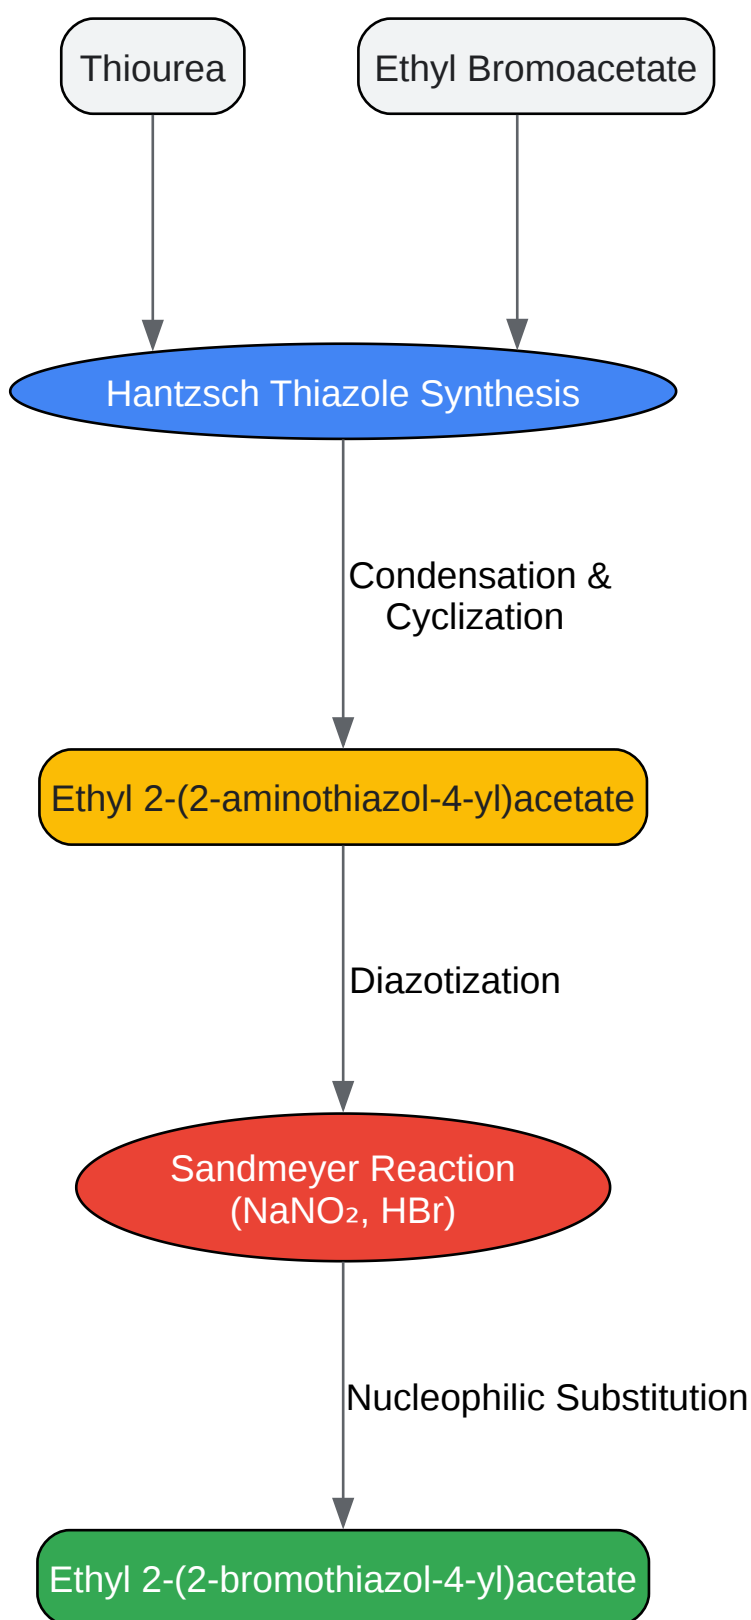 Thiourea
Ethyl Bromoacetate
Hantzsch Thiazole Synthesis
Condensation &
Cyclization
Ethyl 2-(2-aminothiazol-4-yl)acetate
Diazotization
Sandmeyer Reaction
(NaNO₂, HBr)
Nucleophilic Substitution
Ethyl 2-(2-bromothiazol-4-yl)acetate